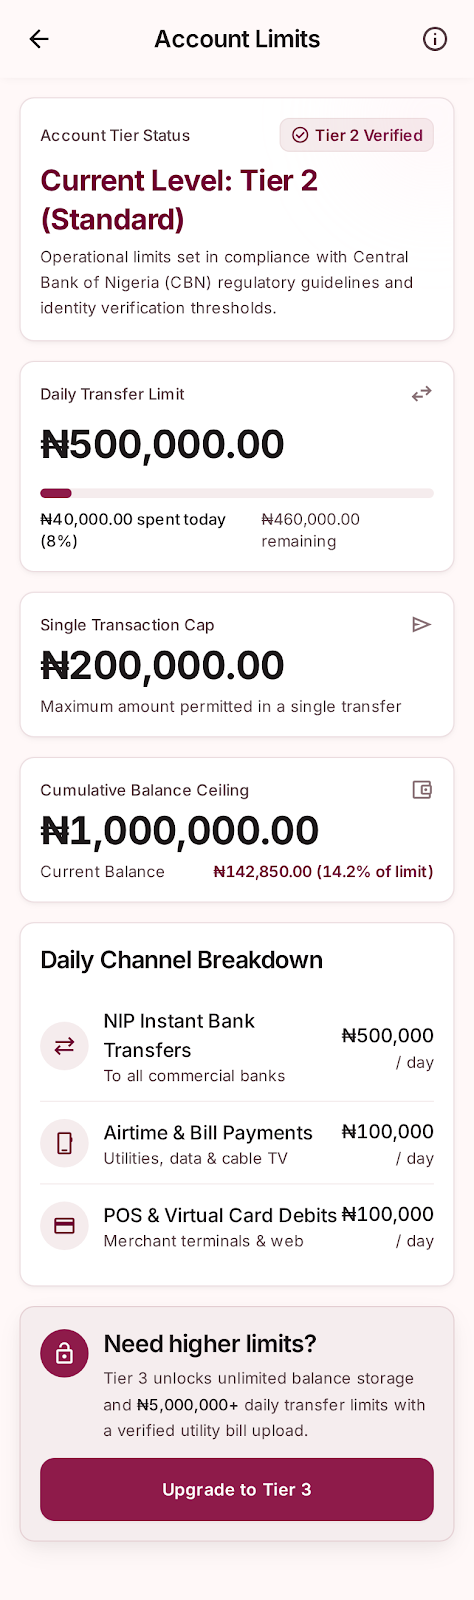 Account Limits
Account Tier Status
Tier 2 Verified
Current Level: Tier 2
(Standard)
Operational limits set in compliance with Central
Bank of Nigeria (CBN) regulatory guidelines and
identity verification thresholds.
Daily Transfer Limit
₦500,000.00
₦40,000.00 spent today
(8%)
₦460,000.00
remaining
Single Transaction Cap
₦200,000.00
Maximum amount permitted in a single transfer
Cumulative Balance Ceiling
₦1,000,000.00
Current Balance
₦142,850.00 (14.2% of limit)
Daily Channel Breakdown
NIP Instant Bank
Transfers
To all commercial banks
₦500,000
/ day
Airtime & Bill Payments
Utilities, data & cable TV
₦100,000
/ day
POS & Virtual Card Debits
Merchant terminals & web
₦100,000
/ day
Need higher limits?
Tier 3 unlocks unlimited balance storage
and ₦5,000,000+ daily transfer limits with
a verified utility bill upload.
Upgrade to Tier 3